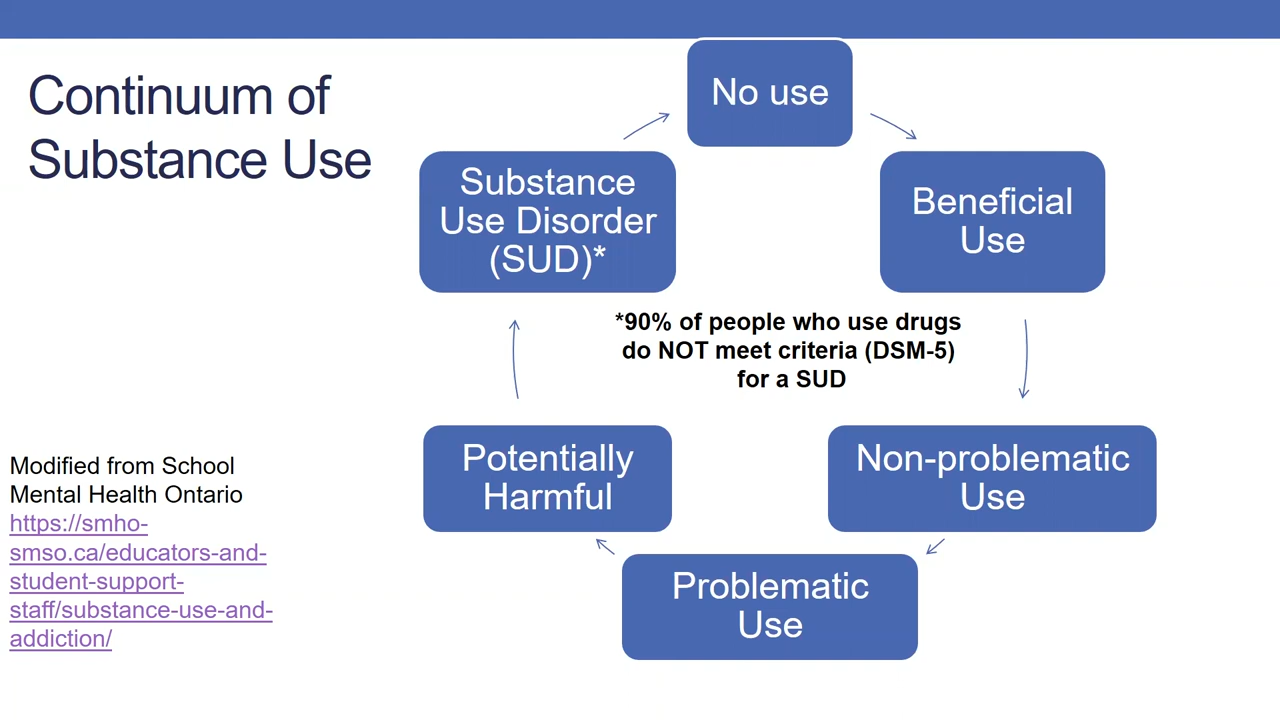 Continuum of
Substance Use
No use
Beneficial
Use
Non-problematic
Use
Problematic
Use
Potentially
Harmful
Substance
Use Disorder
(SUD)*
*90% of people who use drugs
do NOT meet criteria (DSM-5)
for a SUD
Modified from School
Mental Health Ontario
https://smho-
smso.ca/educators-and-
student-support-
staff/substance-use-and-
addiction/